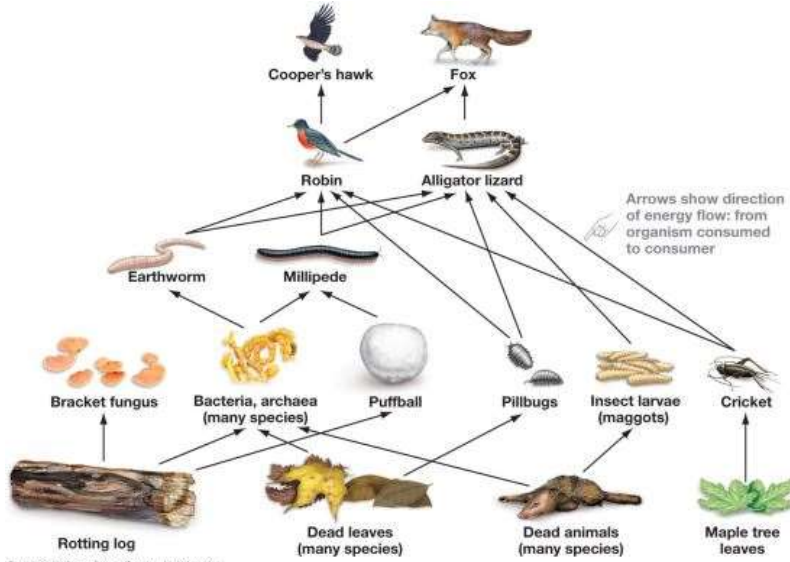 Cooper's hawk
Fox
Robin
Alligator lizard
Arrows show direction
of energy flow: from
organism consumed
to consumer
Earthworm
Millipede
Bracket fungus
Bacteria, archaea
(many species)
Puffball
Pillbugs
Insect larvae
(maggots)
Cricket
Rotting log
Dead leaves
(many species)
Dead animals
(many species)
Maple tree
leaves